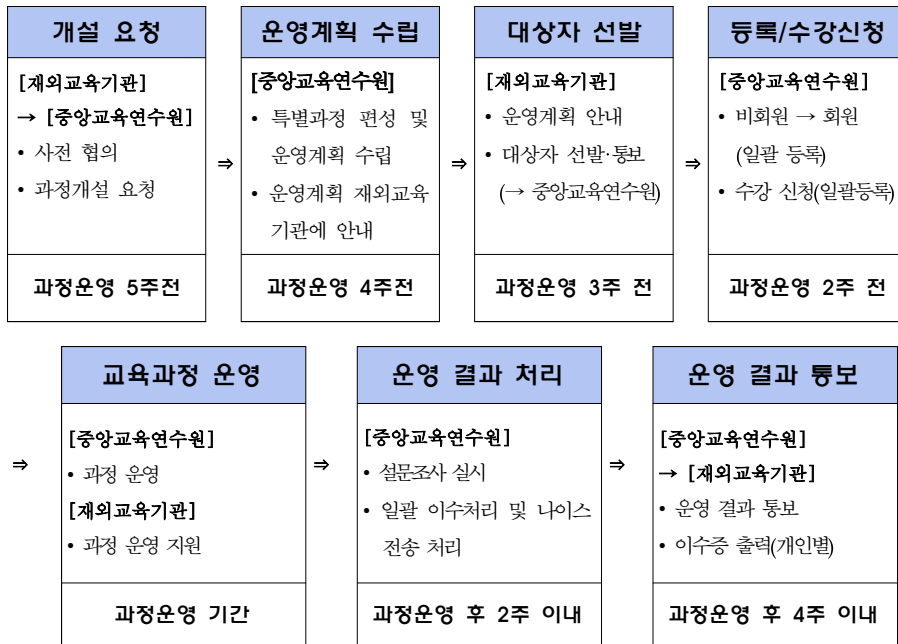 개설 요청
[재외교육기관]
→ [중앙교육연수원]
• 사전 협의
• 과정개설 요청
과정운영 5주전
⇒
운영계획 수립
[중앙교육연수원]
• 특별과정 편성 및
운영계획 수립
• 운영계획 재외교육
기관에 안내
과정운영 4주전
⇒
대상자 선발
[재외교육기관]
• 운영계획 안내
• 대상자 선발·통보
(→ 중앙교육연수원)
과정운영 3주 전
⇒
등록/수강신청
[중앙교육연수원]
• 비회원 → 회원
(일괄 등록)
• 수강 신청(일괄등록)
과정운영 2주 전
⇒
교육과정 운영
[중앙교육연수원]
• 과정 운영
[재외교육기관]
• 과정 운영 지원
과정운영 기간
⇒
운영 결과 처리
[중앙교육연수원]
• 설문조사 실시
• 일괄 이수처리 및 나이스
전송 처리
과정운영 후 2주 이내
⇒
운영 결과 통보
[중앙교육연수원]
→ [재외교육기관]
• 운영 결과 통보
• 이수증 출력(개인별)
과정운영 후 4주 이내